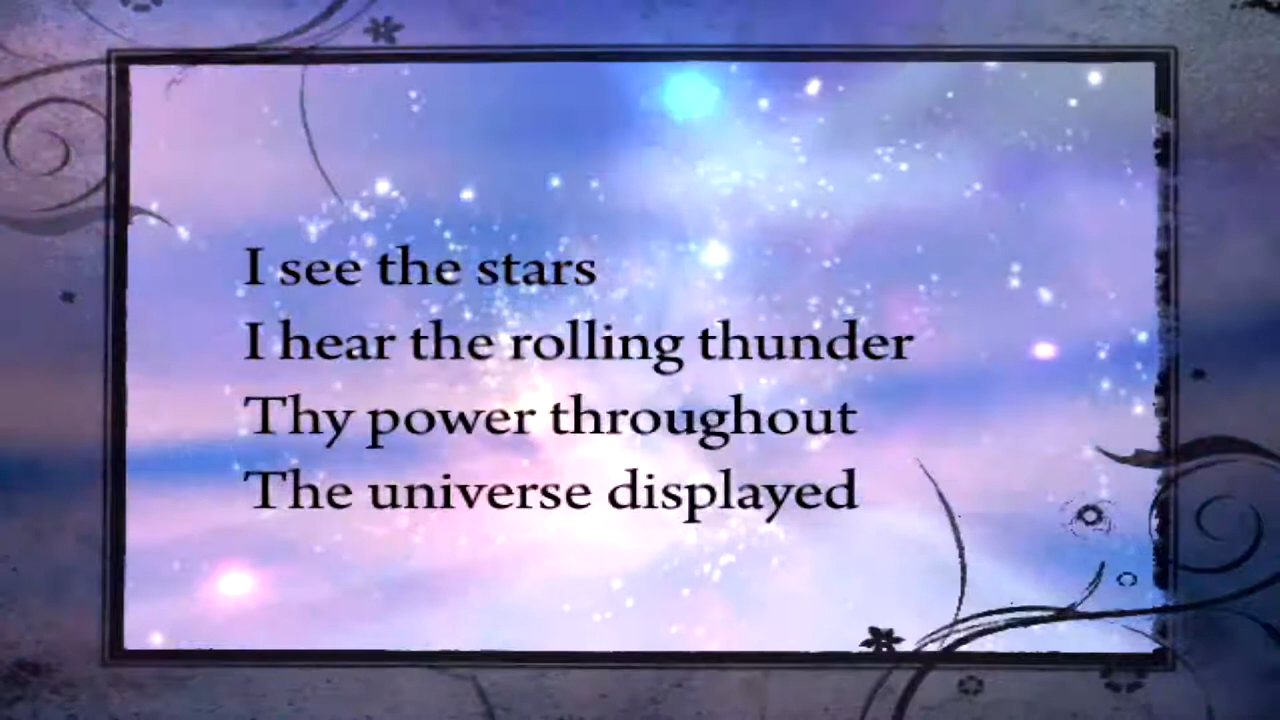 I see the stars
I hear the rolling thunder
Thy power throughout
The universe displayed